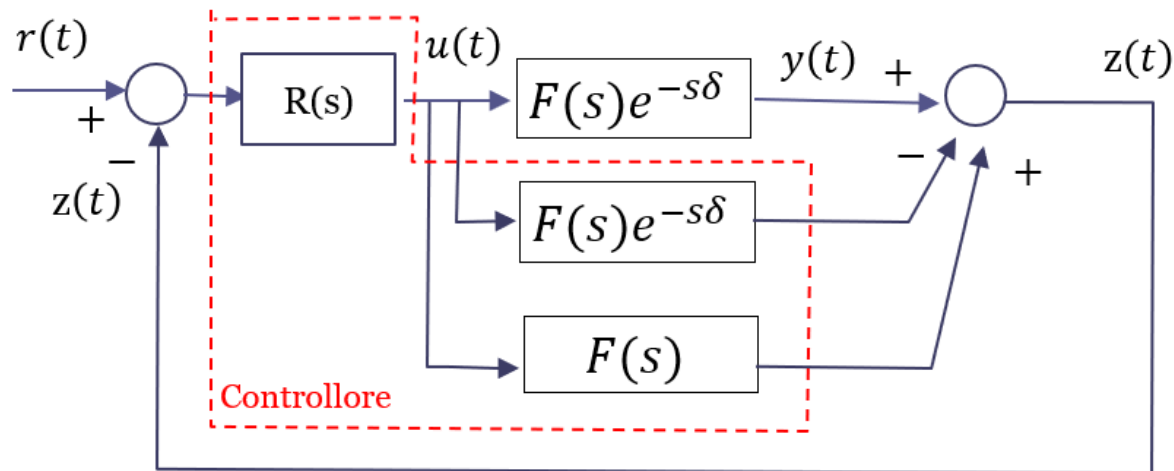 r(t)
+
−
z(t)
R(s)
u(t)
F(s)e^{-sδ}
y(t)
+
z(t)
F(s)e^{-sδ}
−
+
F(s)
Controllore